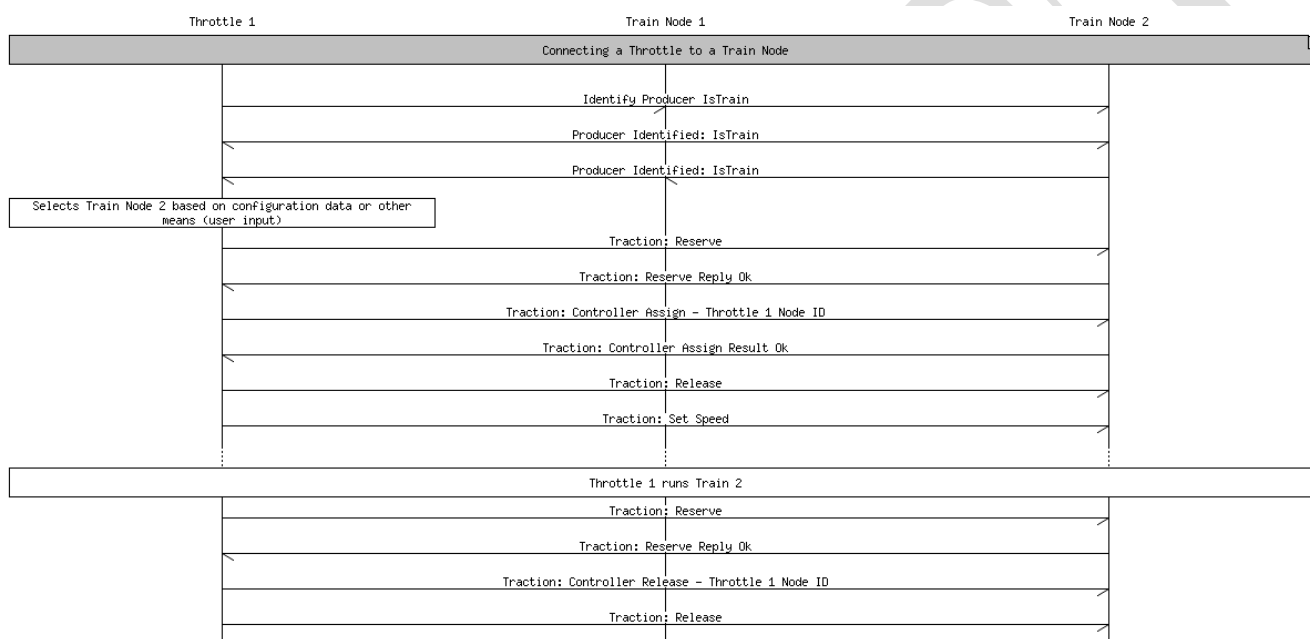 Throttle 1 Train Node 1 Train Node 2
Connecting a Throttle to a Train Node
Identify Producer IsTrain
Producer Identified: IsTrain
Producer Identified: IsTrain
Selects Train Node 2 based on configuration data or other
means (user input)
Traction: Reserve
Traction: Reserve Reply Ok
Traction: Controller Assign - Throttle 1 Node ID
Traction: Controller Assign Result Ok
Traction: Release
Traction: Set Speed
Throttle 1 runs Train 2
Traction: Reserve
Traction: Reserve Reply Ok
Traction: Controller Release - Throttle 1 Node ID
Traction: Release